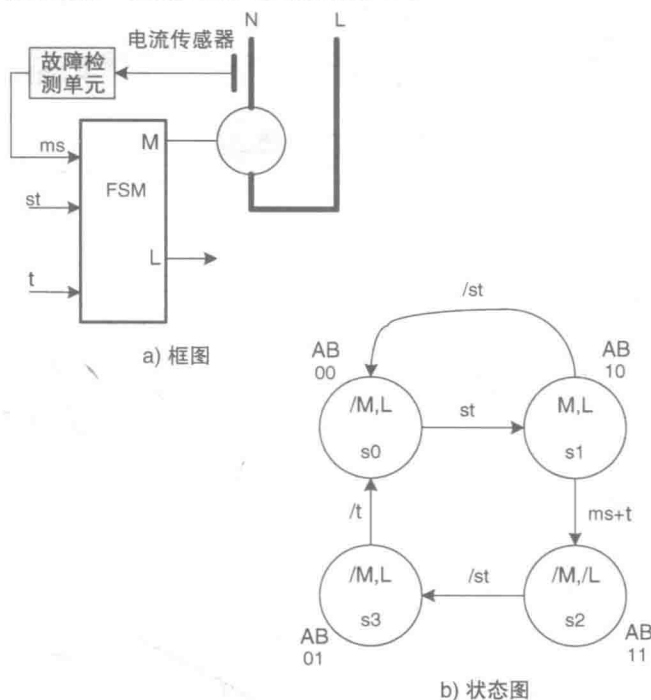 N
L
电流传感器
故障检
测单元
ms
M
FSM
st
L
t
a) 框图
/st
AB
00
AB
10
/M,L
st
M,L
s0
s1
/t
ms+t
/M,L
/st
/M,/L
s3
s2
AB
01
AB
11
b) 状态图